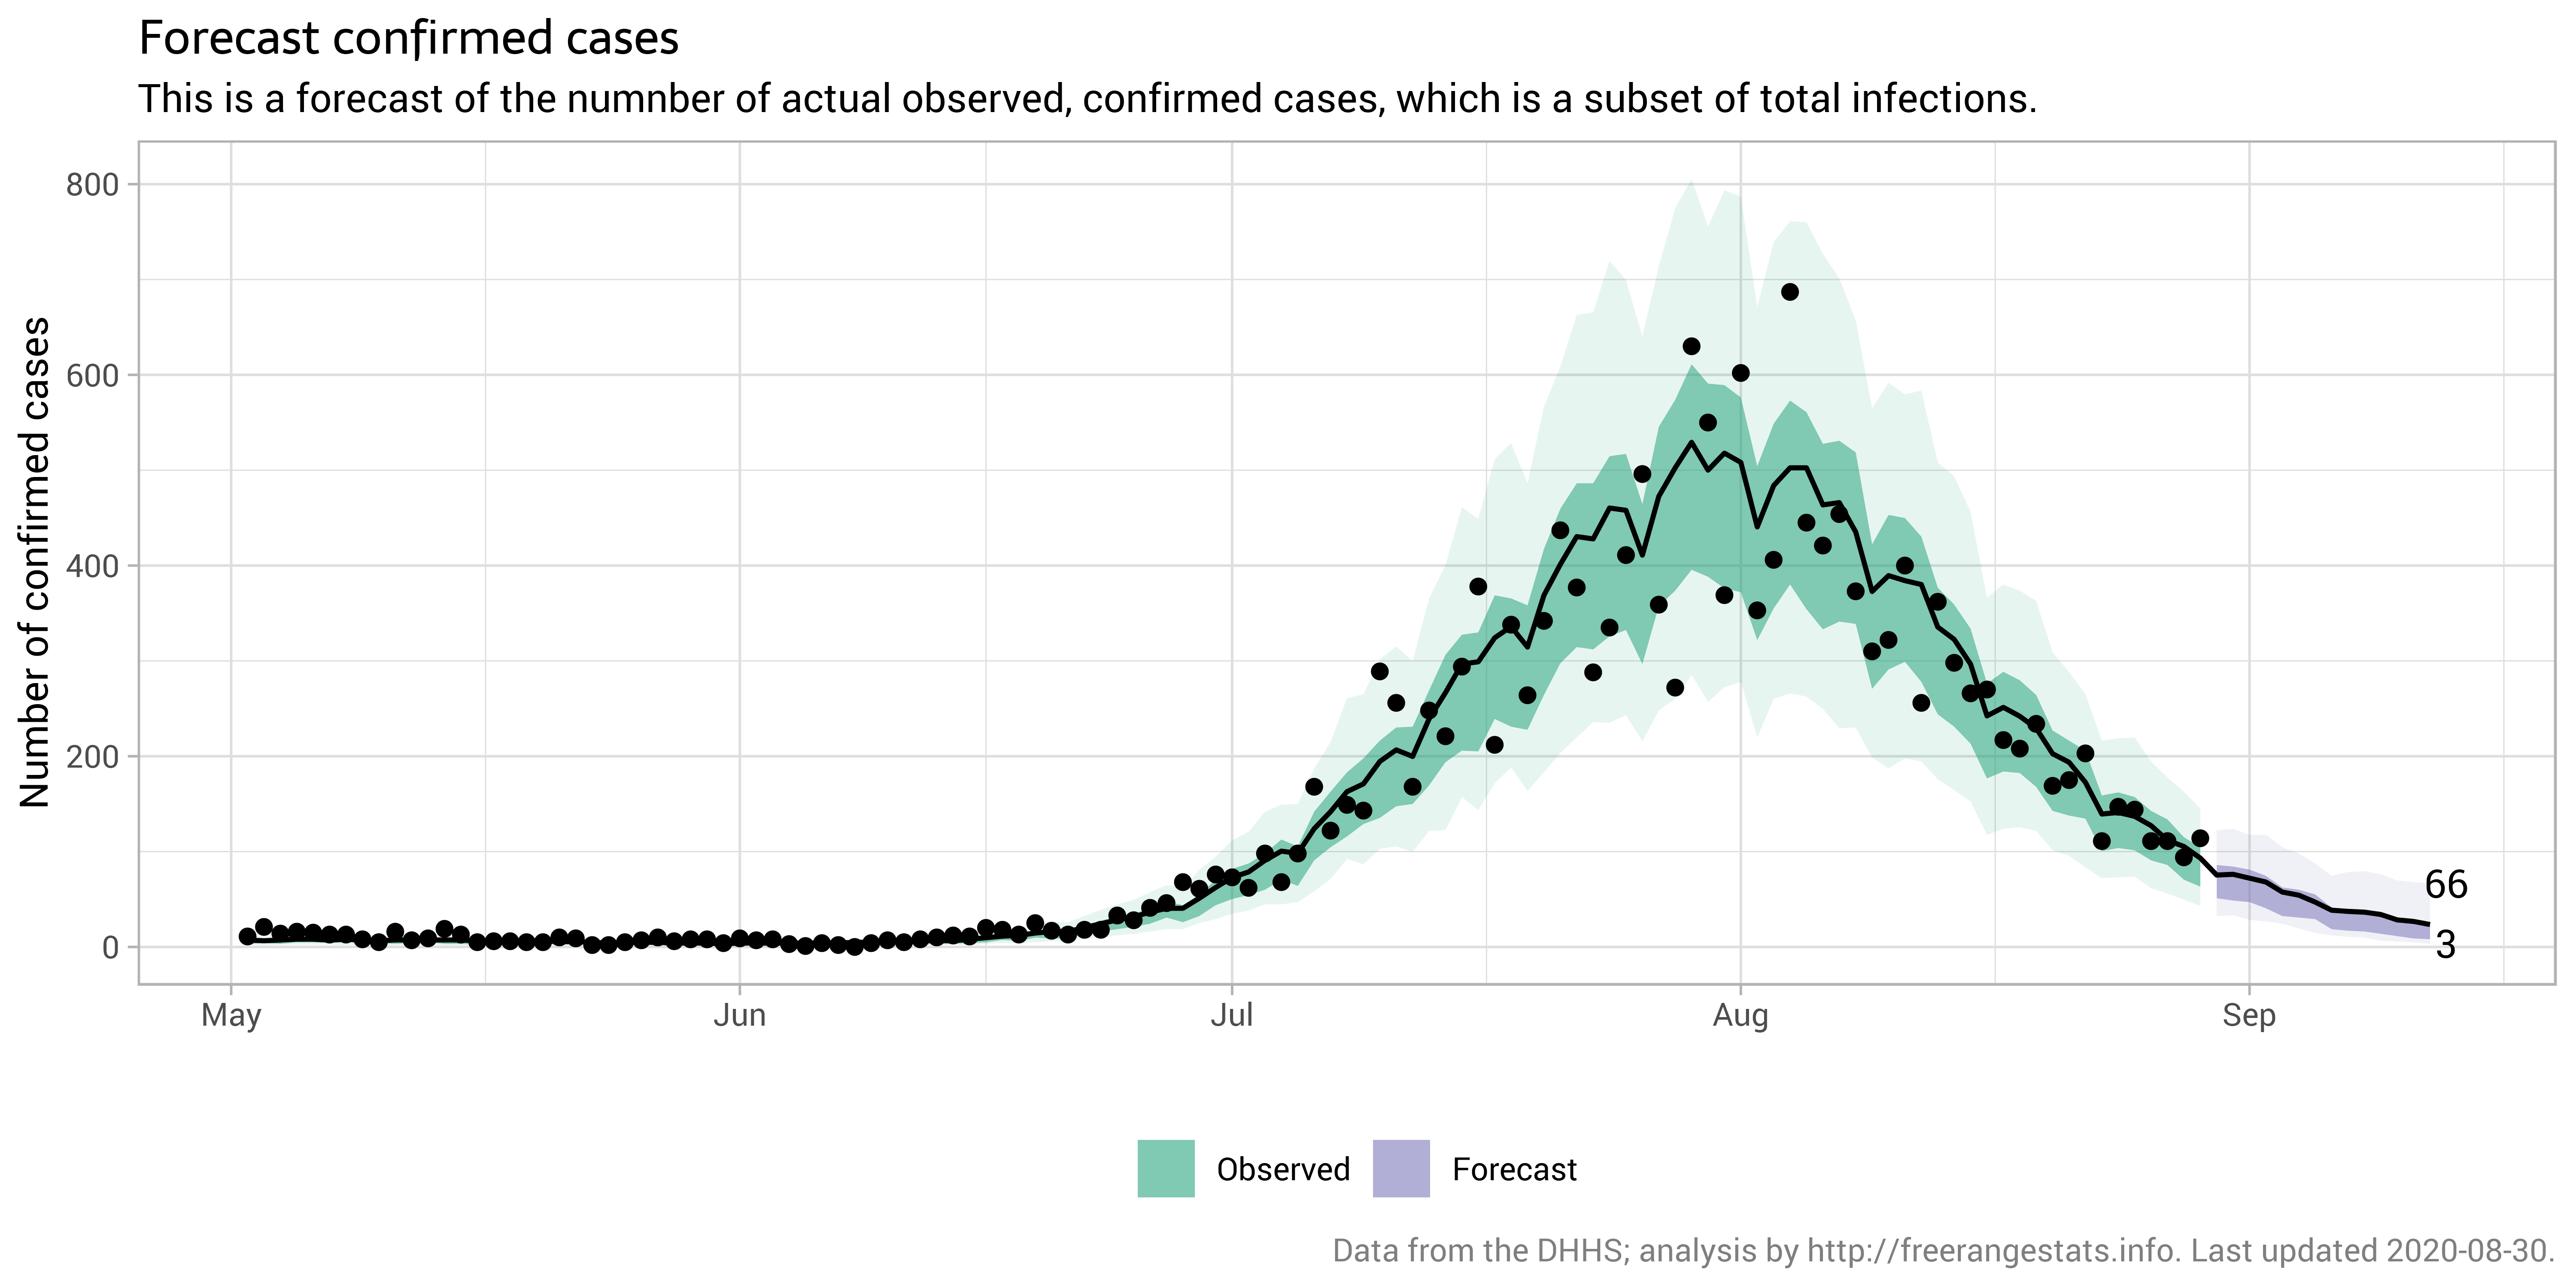 Forecast confirmed cases
This is a forecast of the numnber of actual observed, confirmed cases, which is a subset of total infections.
Number of confirmed cases
800
600
400
200
0
66
3
May Jun Jul Aug Sep
Observed Forecast
Data from the DHHS; analysis by http://freerangestats.info. Last updated 2020-08-30.